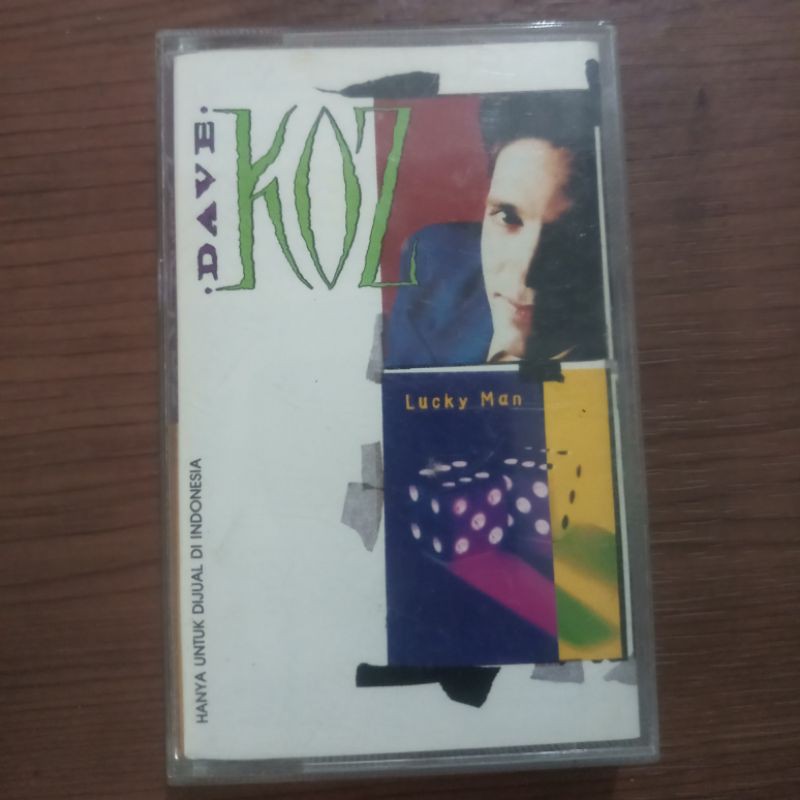 DAVE
KOZ
Lucky Man
HANYA UNTUK DIJUAL DI INDONESIA